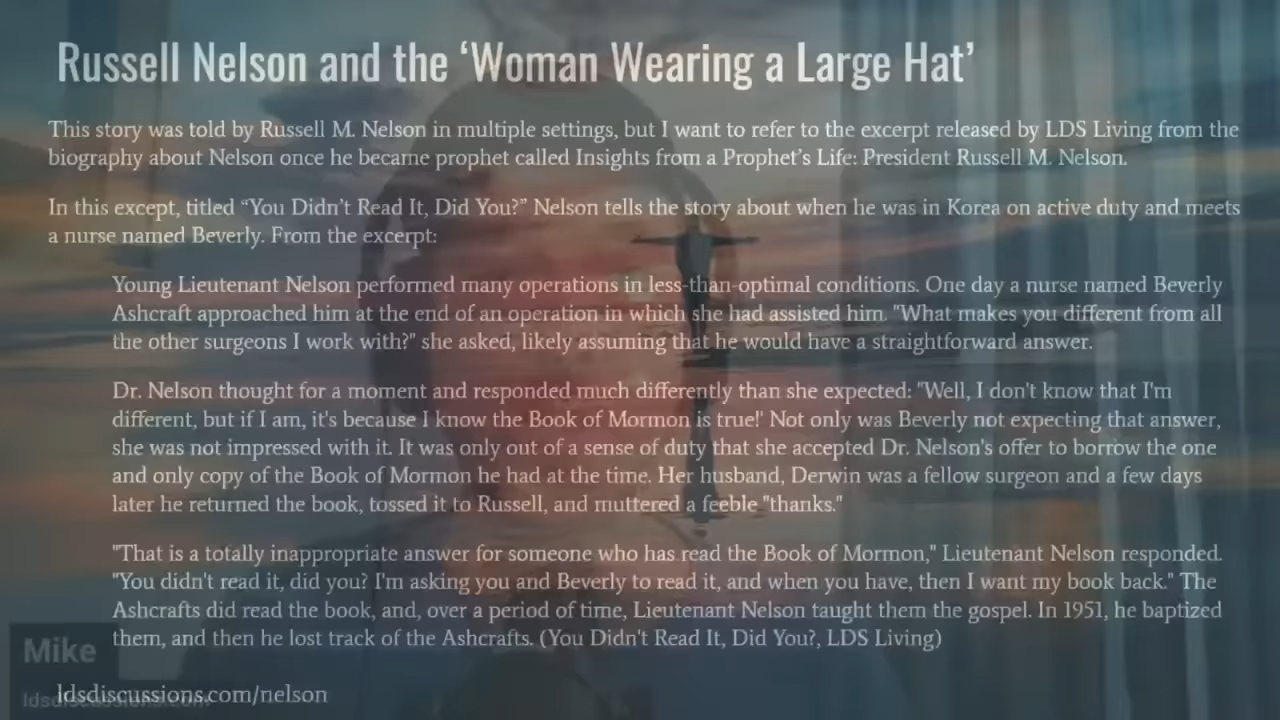 Russell Nelson and the ‘Woman Wearing a Large Hat’
This story was told by Russell M. Nelson in multiple settings, but I want to refer to the excerpt released by LDS Living from the
biography about Nelson once he became prophet called Insights from a Prophet’s Life: President Russell M. Nelson.
In this except, titled “You Didn’t Read It, Did You?” Nelson tells the story about when he was in Korea on active duty and meets
a nurse named Beverly. From the excerpt:
Young Lieutenant Nelson performed many operations in less-than-optimal conditions. One day a nurse named Beverly
Ashcraft approached him at the end of an operation in which she had assisted him. "What makes you different from all
the other surgeons I work with?" she asked, likely assuming that he would have a straightforward answer.
Dr. Nelson thought for a moment and responded much differently than she expected: "Well, I don't know that I'm
different, but if I am, it's because I know the Book of Mormon is true!' Not only was Beverly not expecting that answer,
she was not impressed with it. It was only out of a sense of duty that she accepted Dr. Nelson's offer to borrow the one
and only copy of the Book of Mormon he had at the time. Her husband, Derwin was a fellow surgeon and a few days
later he returned the book, tossed it to Russell, and muttered a feeble "thanks."
"That is a totally inappropriate answer for someone who has read the Book of Mormon," Lieutenant Nelson responded.
"You didn't read it, did you? I'm asking you and Beverly to read it, and when you have, then I want my book back." The
Ashcrafts did read the book, and, over a period of time, Lieutenant Nelson taught them the gospel. In 1951, he baptized
them, and then he lost track of the Ashcrafts. (You Didn't Read It, Did You?, LDS Living)
Mike
ldsdiscussions.com/nelson
ldsdiscussions.com